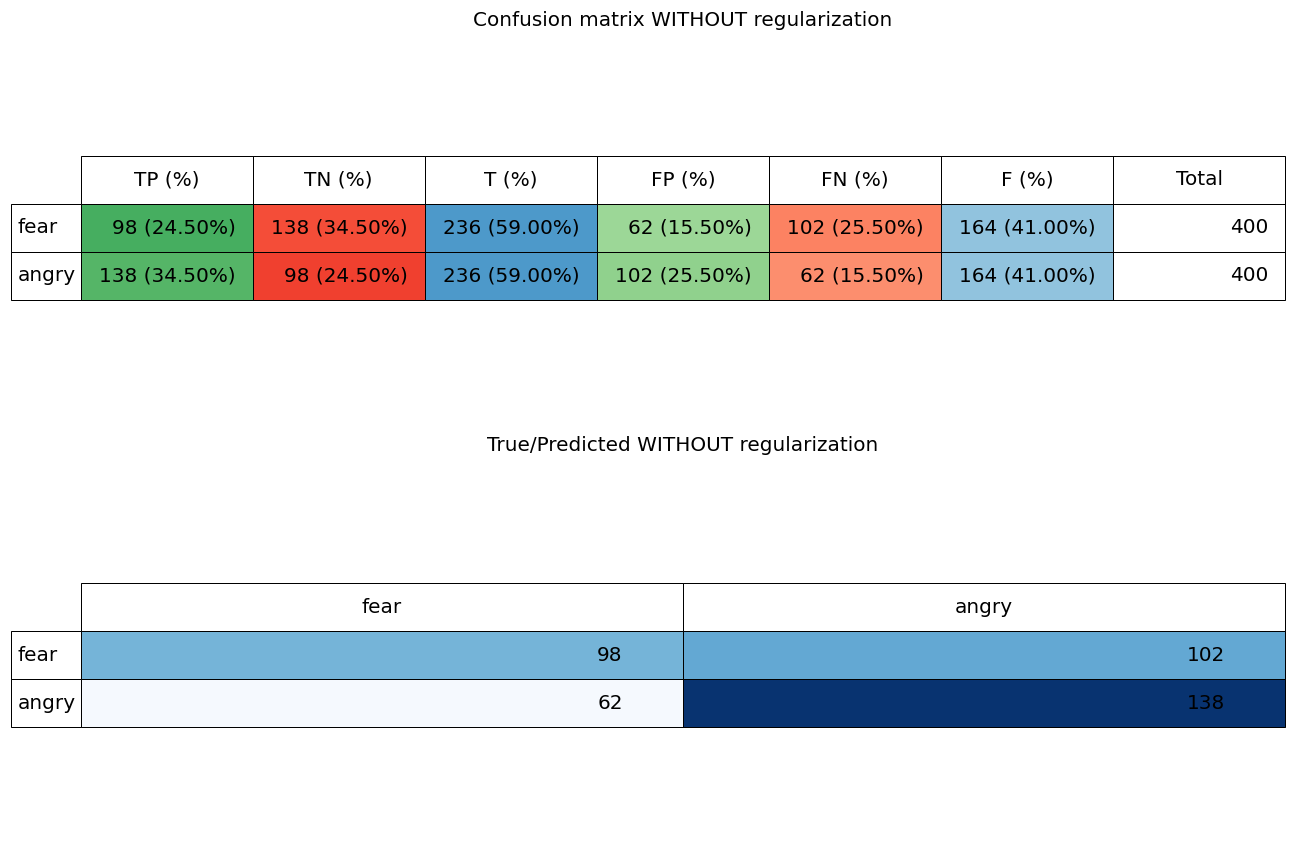 Confusion matrix WITHOUT regularization
TP (%) TN (%) T (%) FP (%) FN (%) F (%) Total
fear 98 (24.50%) 138 (34.50%) 236 (59.00%) 62 (15.50%) 102 (25.50%) 164 (41.00%) 400
angry 138 (34.50%) 98 (24.50%) 236 (59.00%) 102 (25.50%) 62 (15.50%) 164 (41.00%) 400
True/Predicted WITHOUT regularization
fear angry
fear 98 102
angry 62 138